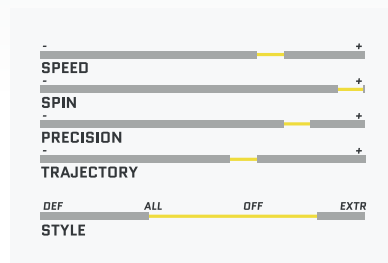 - +
SPEED
- +
SPIN
- +
PRECISION
- +
TRAJECTORY
DEF ALL OFF EXTR
STYLE